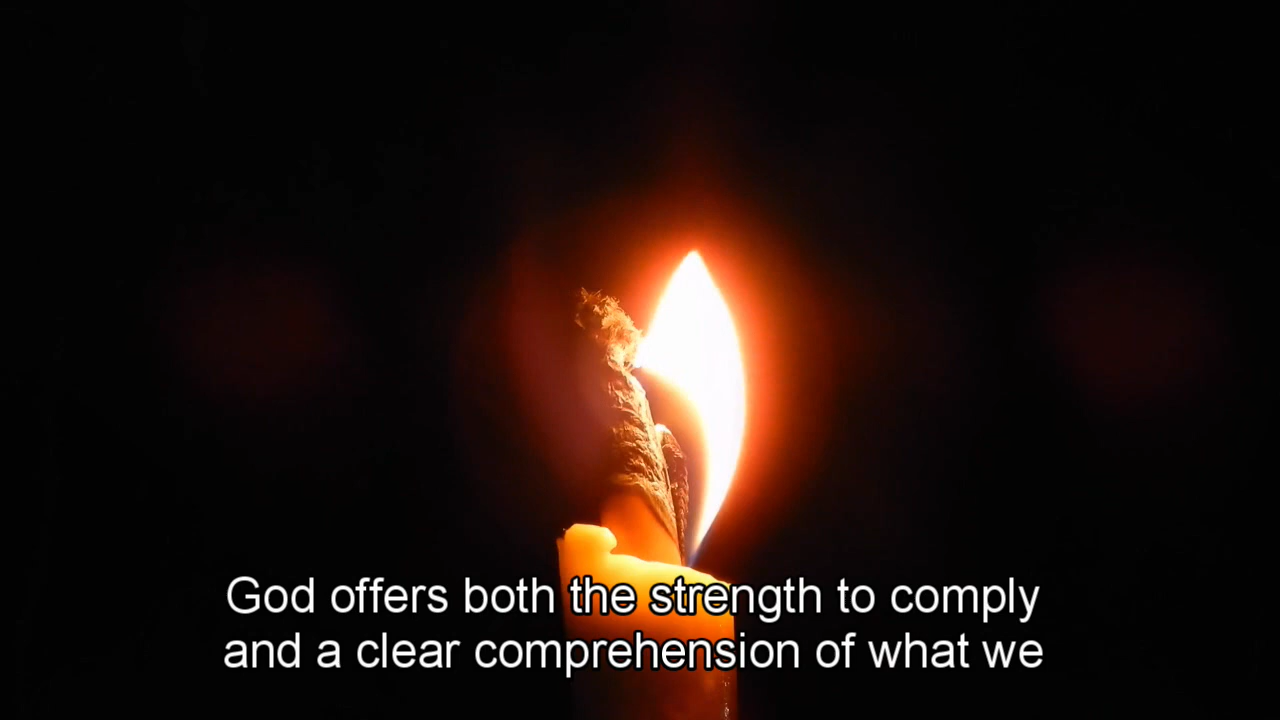 God offers both the strength to comply
and a clear comprehension of what we